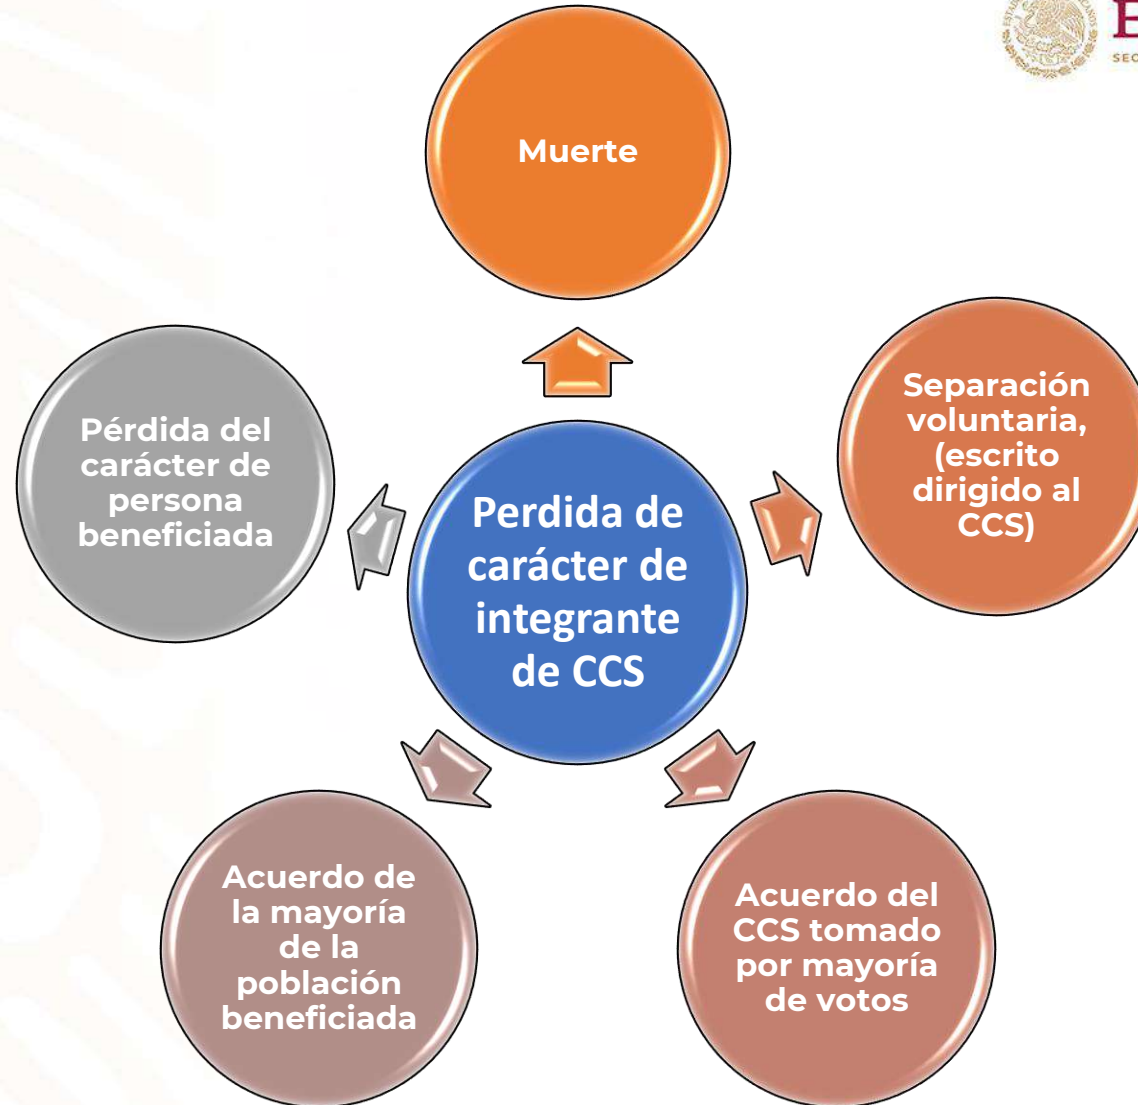 E
SEC
Muerte
Separación
voluntaria,
(escrito
dirigido al
CCS)
Pérdida del
carácter de
persona
beneficiada
Perdida de
carácter de
integrante
de CCS
Acuerdo de
la mayoría
de la
población
beneficiada
Acuerdo del
CCS tomado
por mayoría
de votos